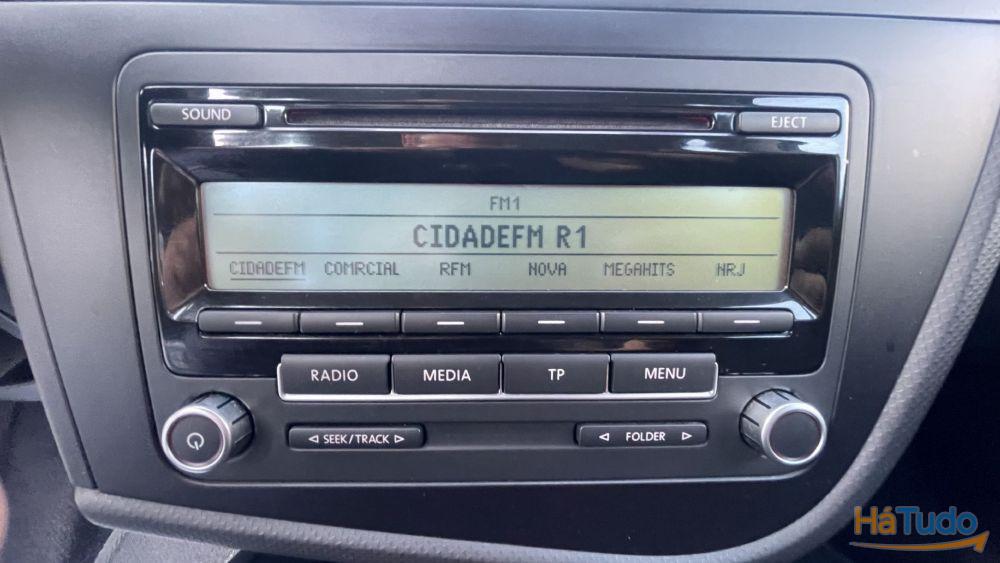 SOUND EJECT
FM1
CIDADEFM R1
CIDADEFM COMRCIAL RFM NOVA MEGAHITS NRJ
RADIO MEDIA TP MENU
◁ SEEK/TRACK ▷ ◁ FOLDER ▷
HáTudo